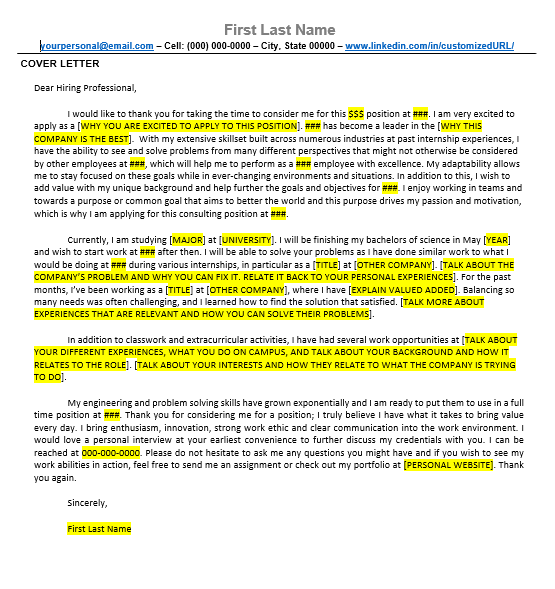 First Last Name
yourpersonal@email.com – Cell: (000) 000-0000 – City, State 00000 – www.linkedin.com/in/customizedURL/
COVER LETTER
Dear Hiring Professional,
I would like to thank you for taking the time to consider me for this $$$ position at ###. I am very excited to
apply as a [WHY YOU ARE EXCITED TO APPLY TO THIS POSITION]. ### has become a leader in the [WHY THIS
COMPANY IS THE BEST]. With my extensive skillset built across numerous industries at past internship experiences, I
have the ability to see and solve problems from many different perspectives that might not otherwise be considered
by other employees at ###, which will help me to perform as a ### employee with excellence. My adaptability allows
me to stay focused on these goals while in ever-changing environments and situations. In addition to this, I wish to
add value with my unique background and help further the goals and objectives for ###. I enjoy working in teams and
towards a purpose or common goal that aims to better the world and this purpose drives my passion and motivation,
which is why I am applying for this consulting position at ###.
Currently, I am studying [MAJOR] at [UNIVERSITY]. I will be finishing my bachelors of science in May [YEAR]
and wish to start work at ### after then. I will be able to solve your problems as I have done similar work to what I
would be doing at ### during various internships, in particular as a [TITLE] at [OTHER COMPANY]. [TALK ABOUT THE
COMPANY'S PROBLEM AND WHY YOU CAN FIX IT. RELATE IT BACK TO YOUR PERSONAL EXPERIENCES]. For the past
months, I've been working as a [TITLE] at [OTHER COMPANY], where I have [EXPLAIN VALUED ADDED]. Balancing so
many needs was often challenging, and I learned how to find the solution that satisfied. [TALK MORE ABOUT
EXPERIENCES THAT ARE RELEVANT AND HOW YOU CAN SOLVE THEIR PROBLEMS].
In addition to classwork and extracurricular activities, I have had several work opportunities at [TALK ABOUT
YOUR DIFFERENT EXPERIENCES, WHAT YOU DO ON CAMPUS, AND TALK ABOUT YOUR BACKGROUND AND HOW IT
RELATES TO THE ROLE]. [TALK ABOUT YOUR INTERESTS AND HOW THEY RELATE TO WHAT THE COMPANY IS TRYING
TO DO].
My engineering and problem solving skills have grown exponentially and I am ready to put them to use in a full
time position at ###. Thank you for considering me for a position; I truly believe I have what it takes to bring value
every day. I bring enthusiasm, innovation, strong work ethic and clear communication into the work environment. I
would love a personal interview at your earliest convenience to further discuss my credentials with you. I can be
reached at 000-000-0000. Please do not hesitate to ask me any questions you might have and if you wish to see my
work abilities in action, feel free to send me an assignment or check out my portfolio at [PERSONAL WEBSITE]. Thank
you again.
Sincerely,
First Last Name